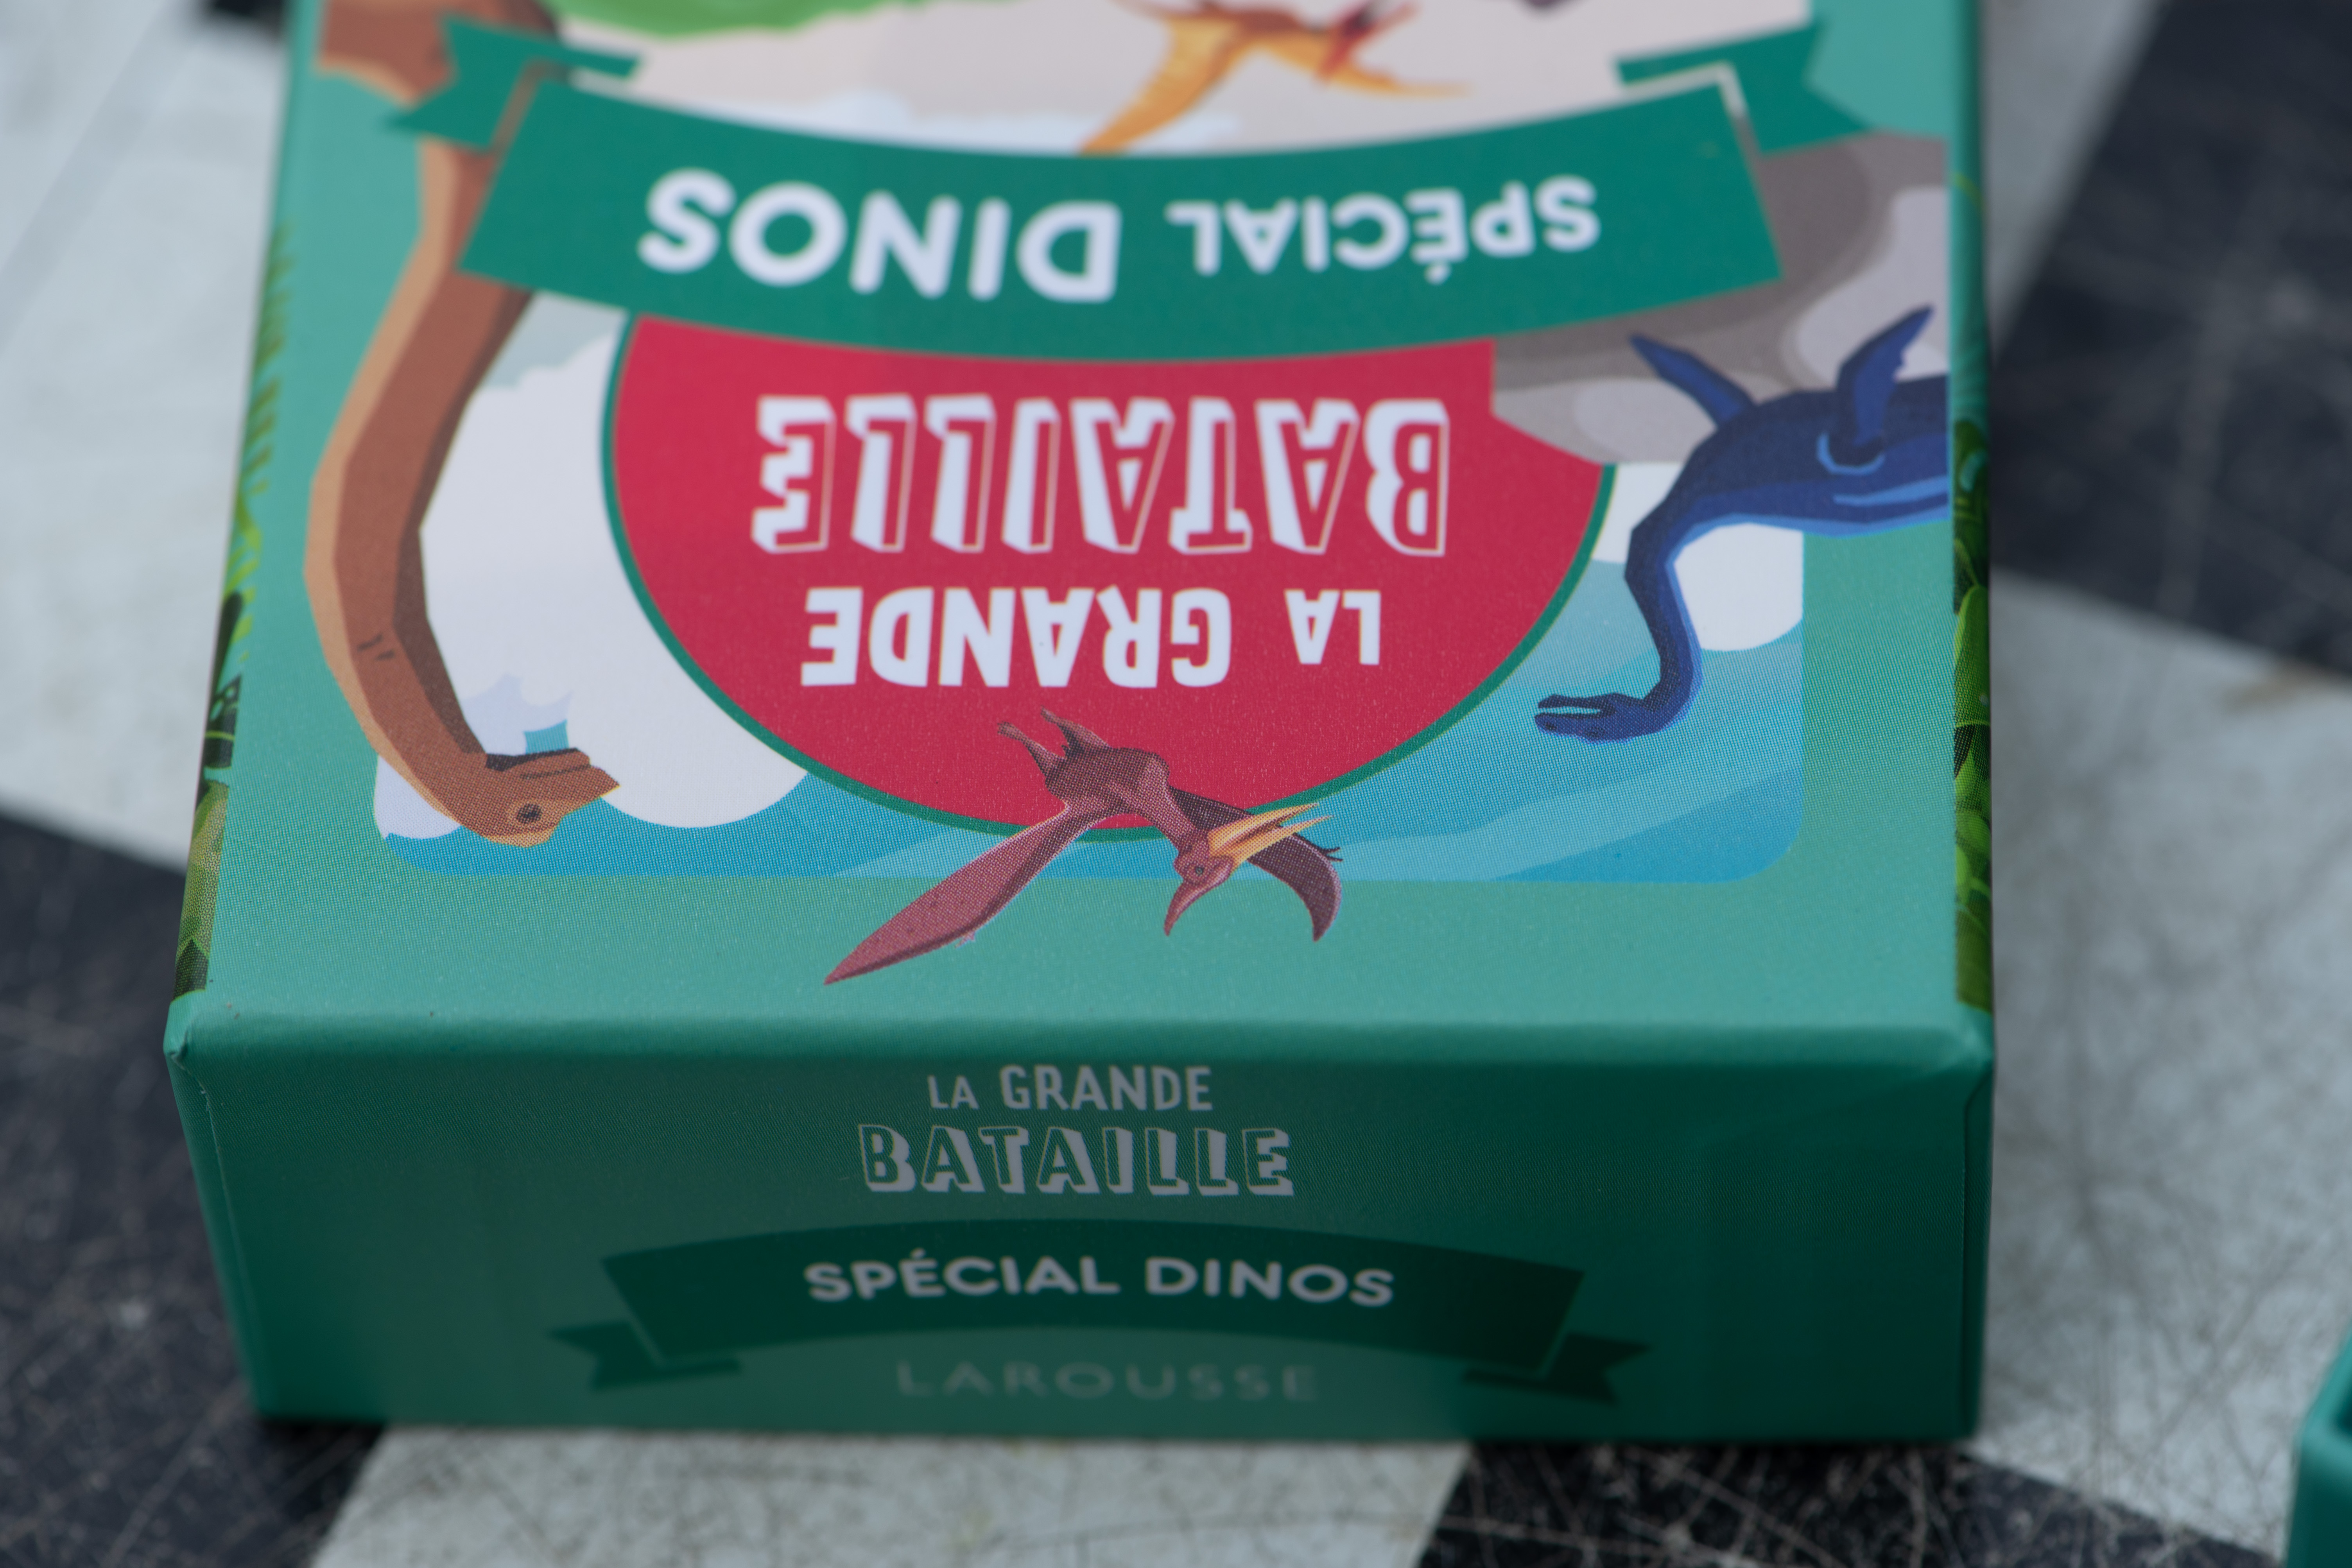 LA GRANDE
BATAILLE
SPÉCIAL DINOS
LA GRANDE
BATAILLE
SPÉCIAL DINOS
LAROUSSE